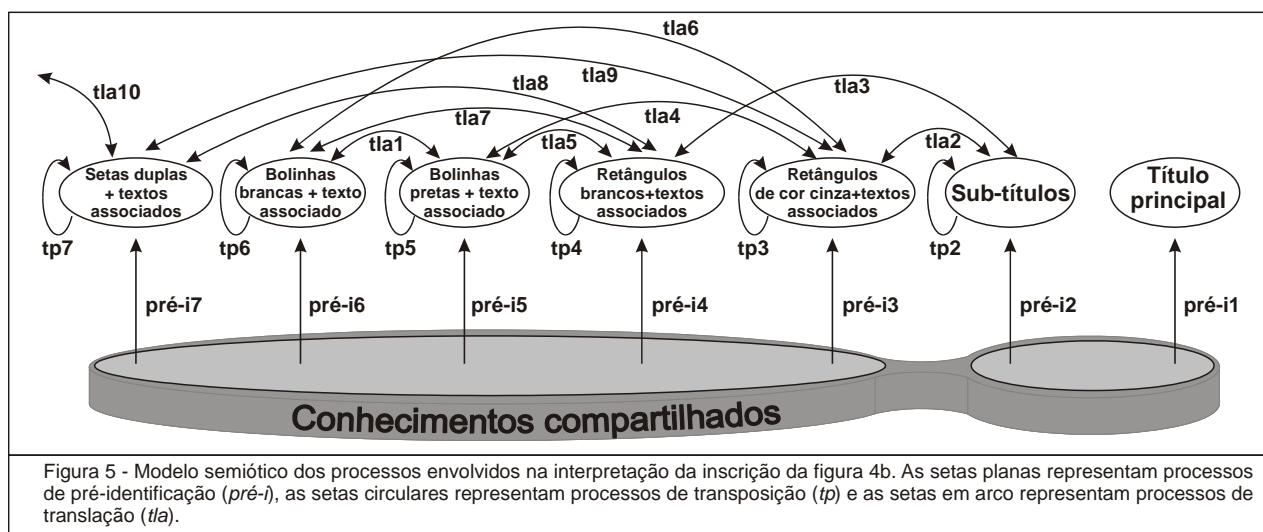 tla6
tla9
tla10
tla8
tla3
tla7
tla4
tla1
tla5
tla2
Setas duplas
+ textos
associados
Bolinhas
brancas + texto
associado
Bolinhas
pretas + texto
associado
Retângulos
brancos+textos
associados
Retângulos
de cor cinza+textos
associados
Sub-títulos
Título
principal
tp7
tp6
tp5
tp4
tp3
tp2
pré-i7
pré-i6
pré-i5
pré-i4
pré-i3
pré-i2
pré-i1
Conhecimentos compartilhados
Figura 5 - Modelo semiótico dos processos envolvidos na interpretação da inscrição da figura 4b. As setas planas representam processos
de pré-identificação (pré-i), as setas circulares representam processos de transposição (tp) e as setas em arco representam processos de
translação (tla).